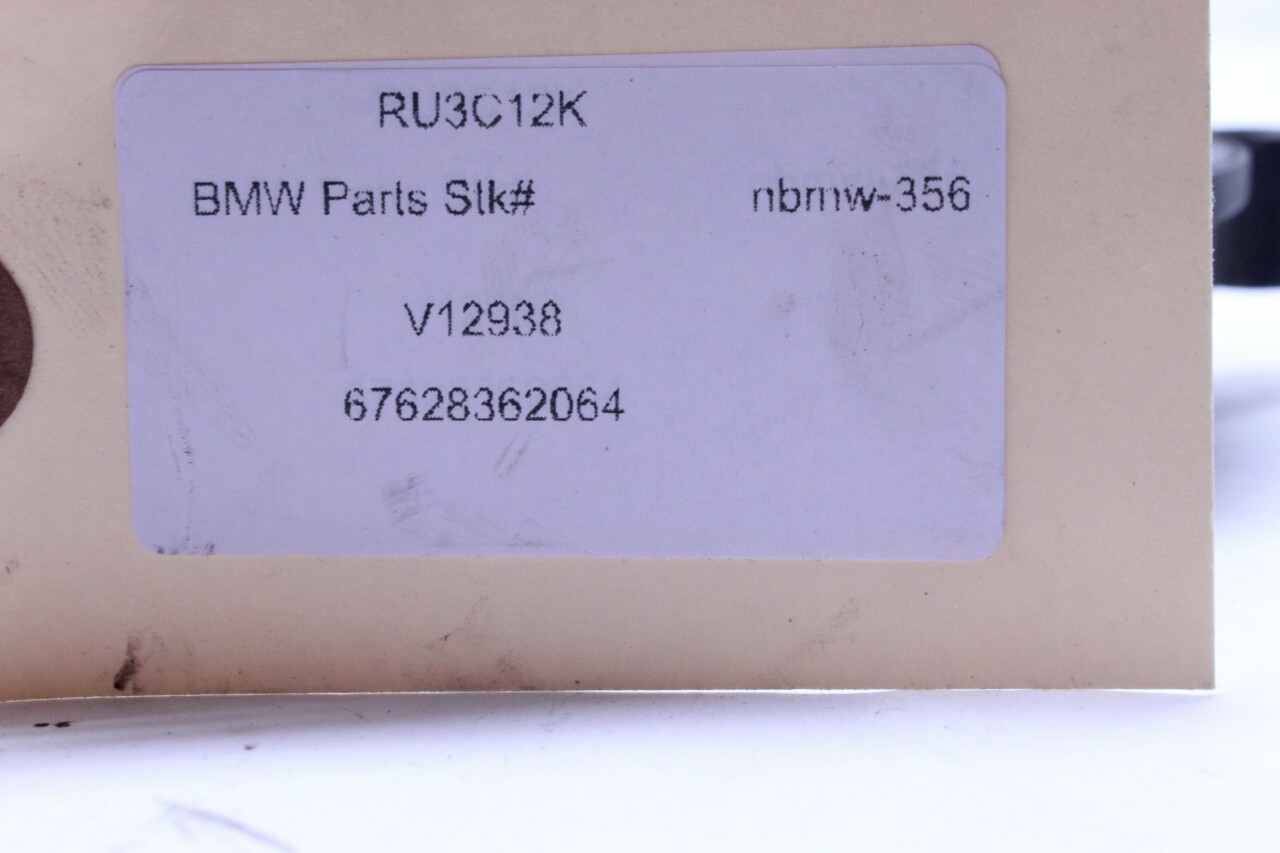 RU3C12K
BMW Parts Stk# nbmw-356
V12938
67628362064